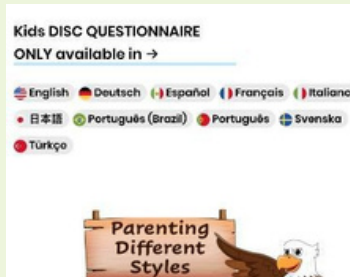 Kids DISC QUESTIONNAIRE
ONLY available in →
English Deutsch Español Français Italiano
日本語 Português (Brazil) Português Svenska
Türkçe
Parenting
Different
Styles